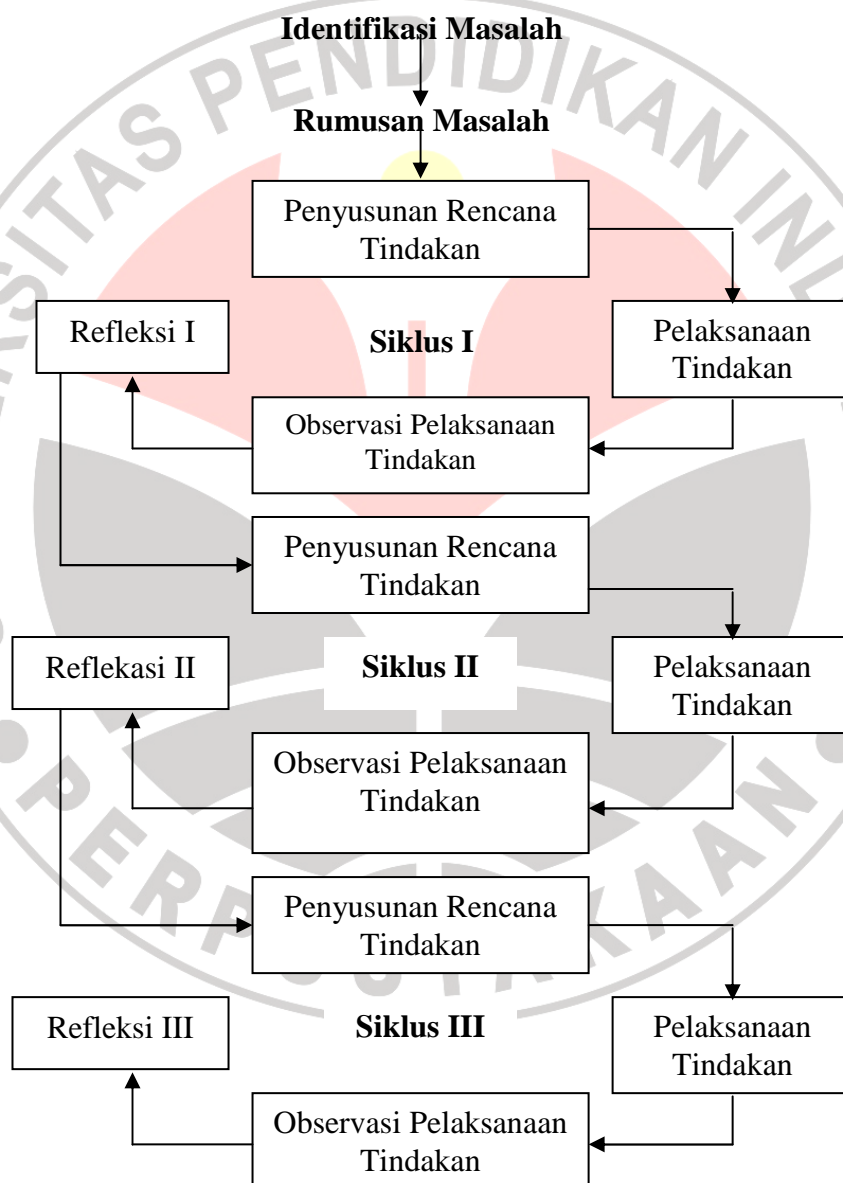 Identifikasi Masalah
Rumusan Masalah
Penyusunan Rencana
Tindakan
Refleksi I
Siklus I
Pelaksanaan
Tindakan
Observasi Pelaksanaan
Tindakan
Penyusunan Rencana
Tindakan
Reflekasi II
Siklus II
Pelaksanaan
Tindakan
Observasi Pelaksanaan
Tindakan
Penyusunan Rencana
Tindakan
Refleksi III
Siklus III
Pelaksanaan
Tindakan
Observasi Pelaksanaan
Tindakan
PENDIDIKAN